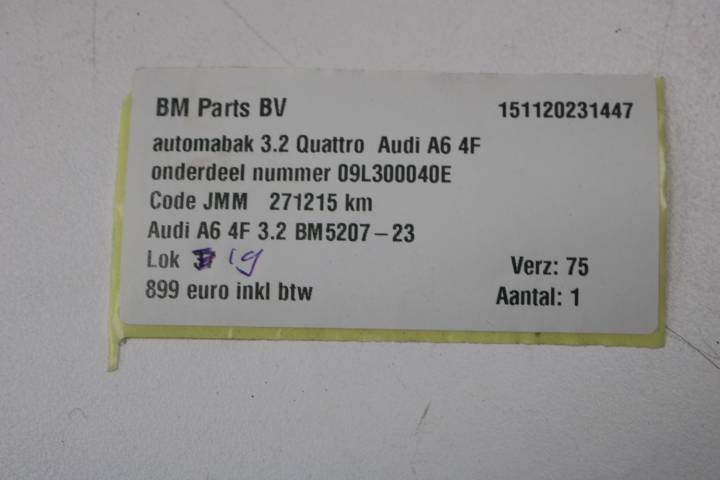 BM Parts BV 151120231447
automabak 3.2 Quattro Audi A6 4F
onderdeel nummer 09L300040E
Code JMM 271215 km
Audi A6 4F 3.2 BM5207-23
Lok 19 Verz: 75
899 euro inkl btw Aantal: 1